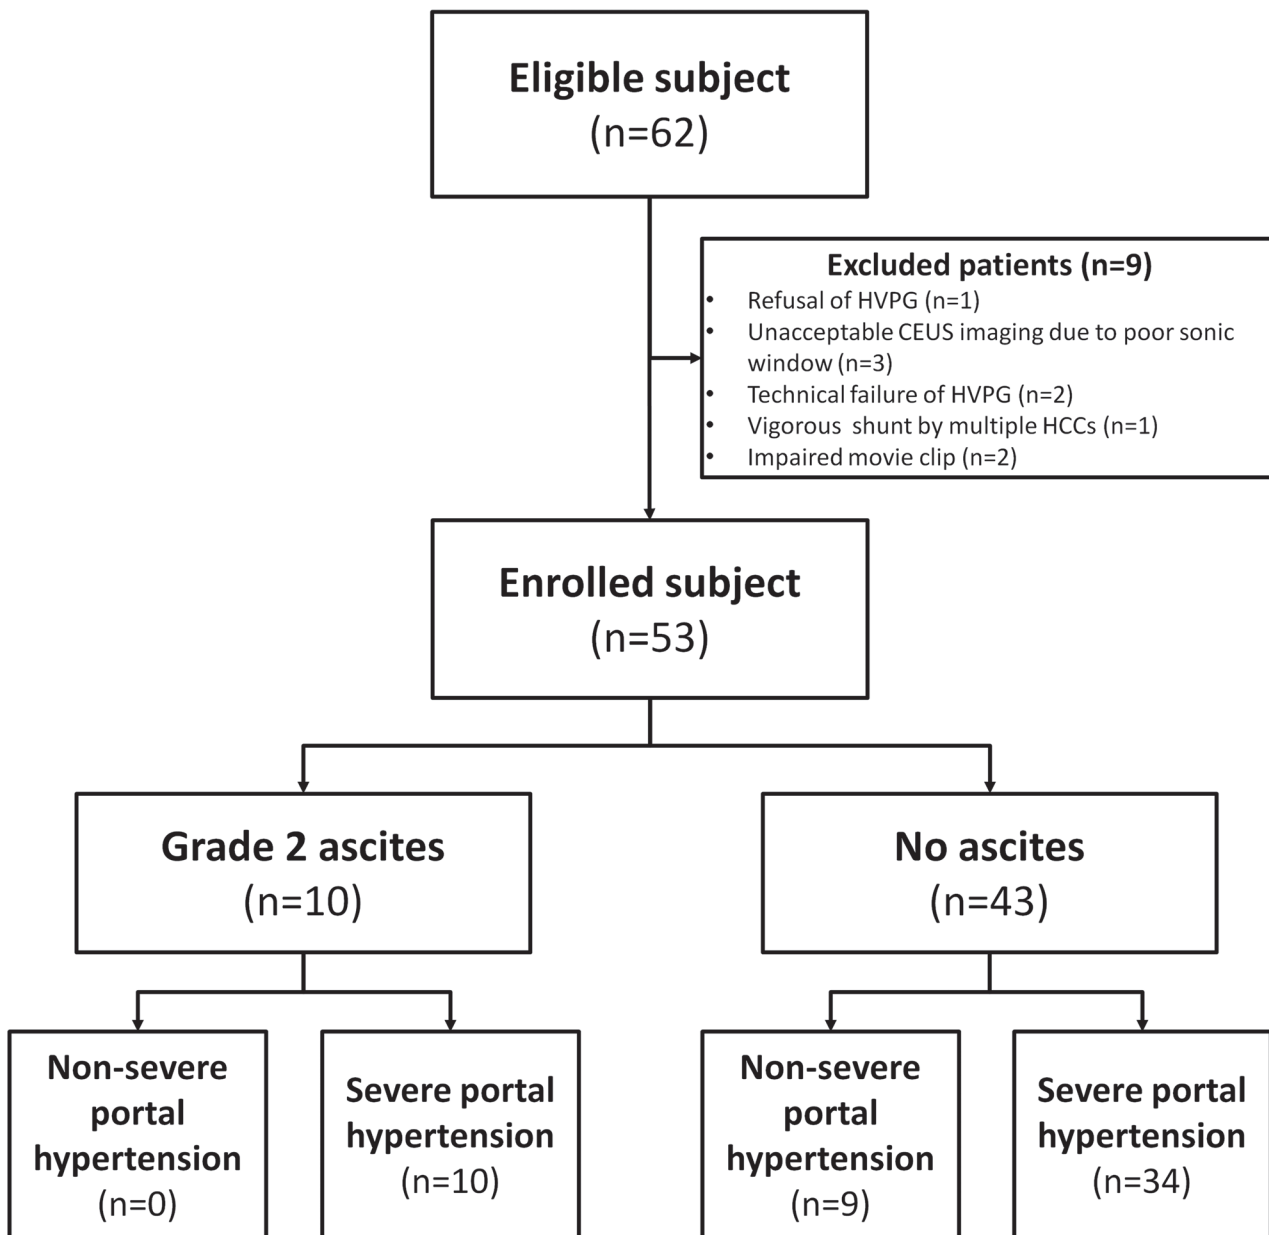 Eligible subject
(n=62)
Excluded patients (n=9)
• Refusal of HVPG (n=1)
• Unacceptable CEUS imaging due to poor sonic
window (n=3)
• Technical failure of HVPG (n=2)
• Vigorous shunt by multiple HCCs (n=1)
• Impaired movie clip (n=2)
Enrolled subject
(n=53)
Grade 2 ascites
(n=10)
No ascites
(n=43)
Non-severe
portal
hypertension
(n=0)
Severe portal
hypertension
(n=10)
Non-severe
portal
hypertension
(n=9)
Severe portal
hypertension
(n=34)